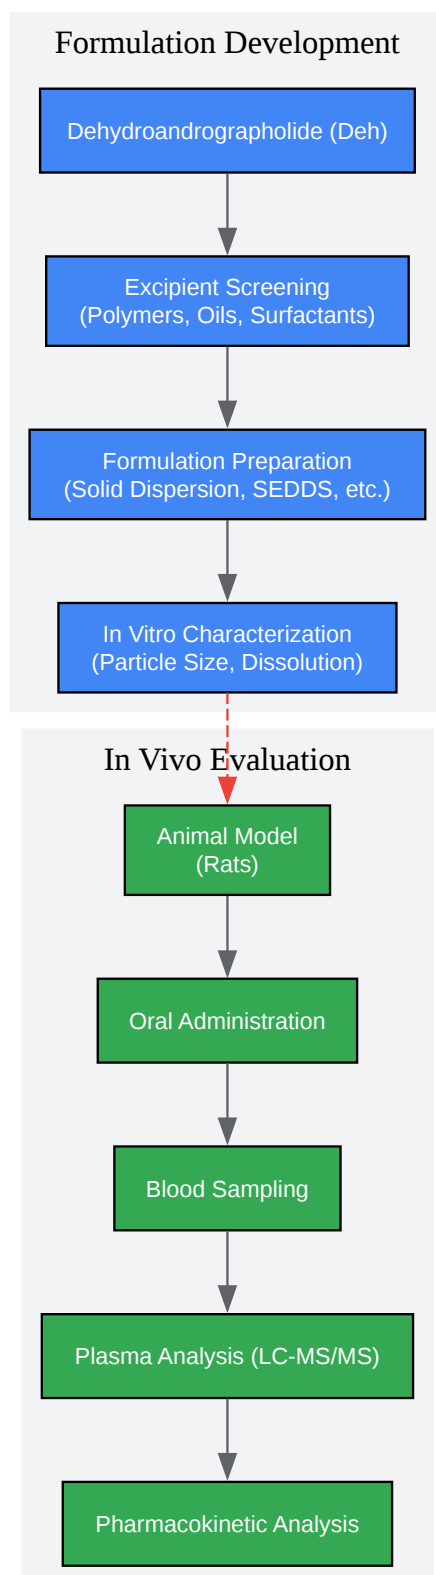 Formulation Development
Dehydroandrographolide (Deh)
Excipient Screening
(Polymers, Oils, Surfactants)
Formulation Preparation
(Solid Dispersion, SEDDS, etc.)
In Vitro Characterization
(Particle Size, Dissolution)
In Vivo Evaluation
Animal Model
(Rats)
Oral Administration
Blood Sampling
Plasma Analysis (LC-MS/MS)
Pharmacokinetic Analysis